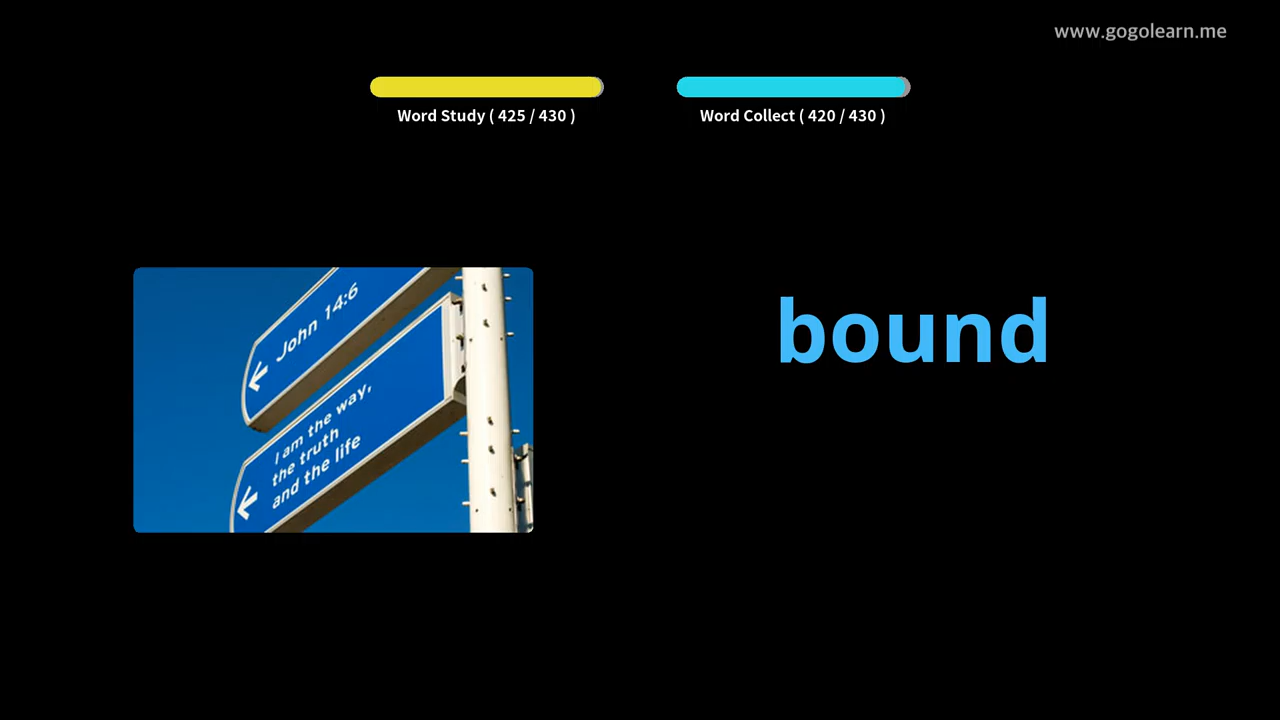 www.gogolearn.me
Word Study ( 425 / 430 )
Word Collect ( 420 / 430 )
John 14:6
I am the way,
the truth
and the life
bound